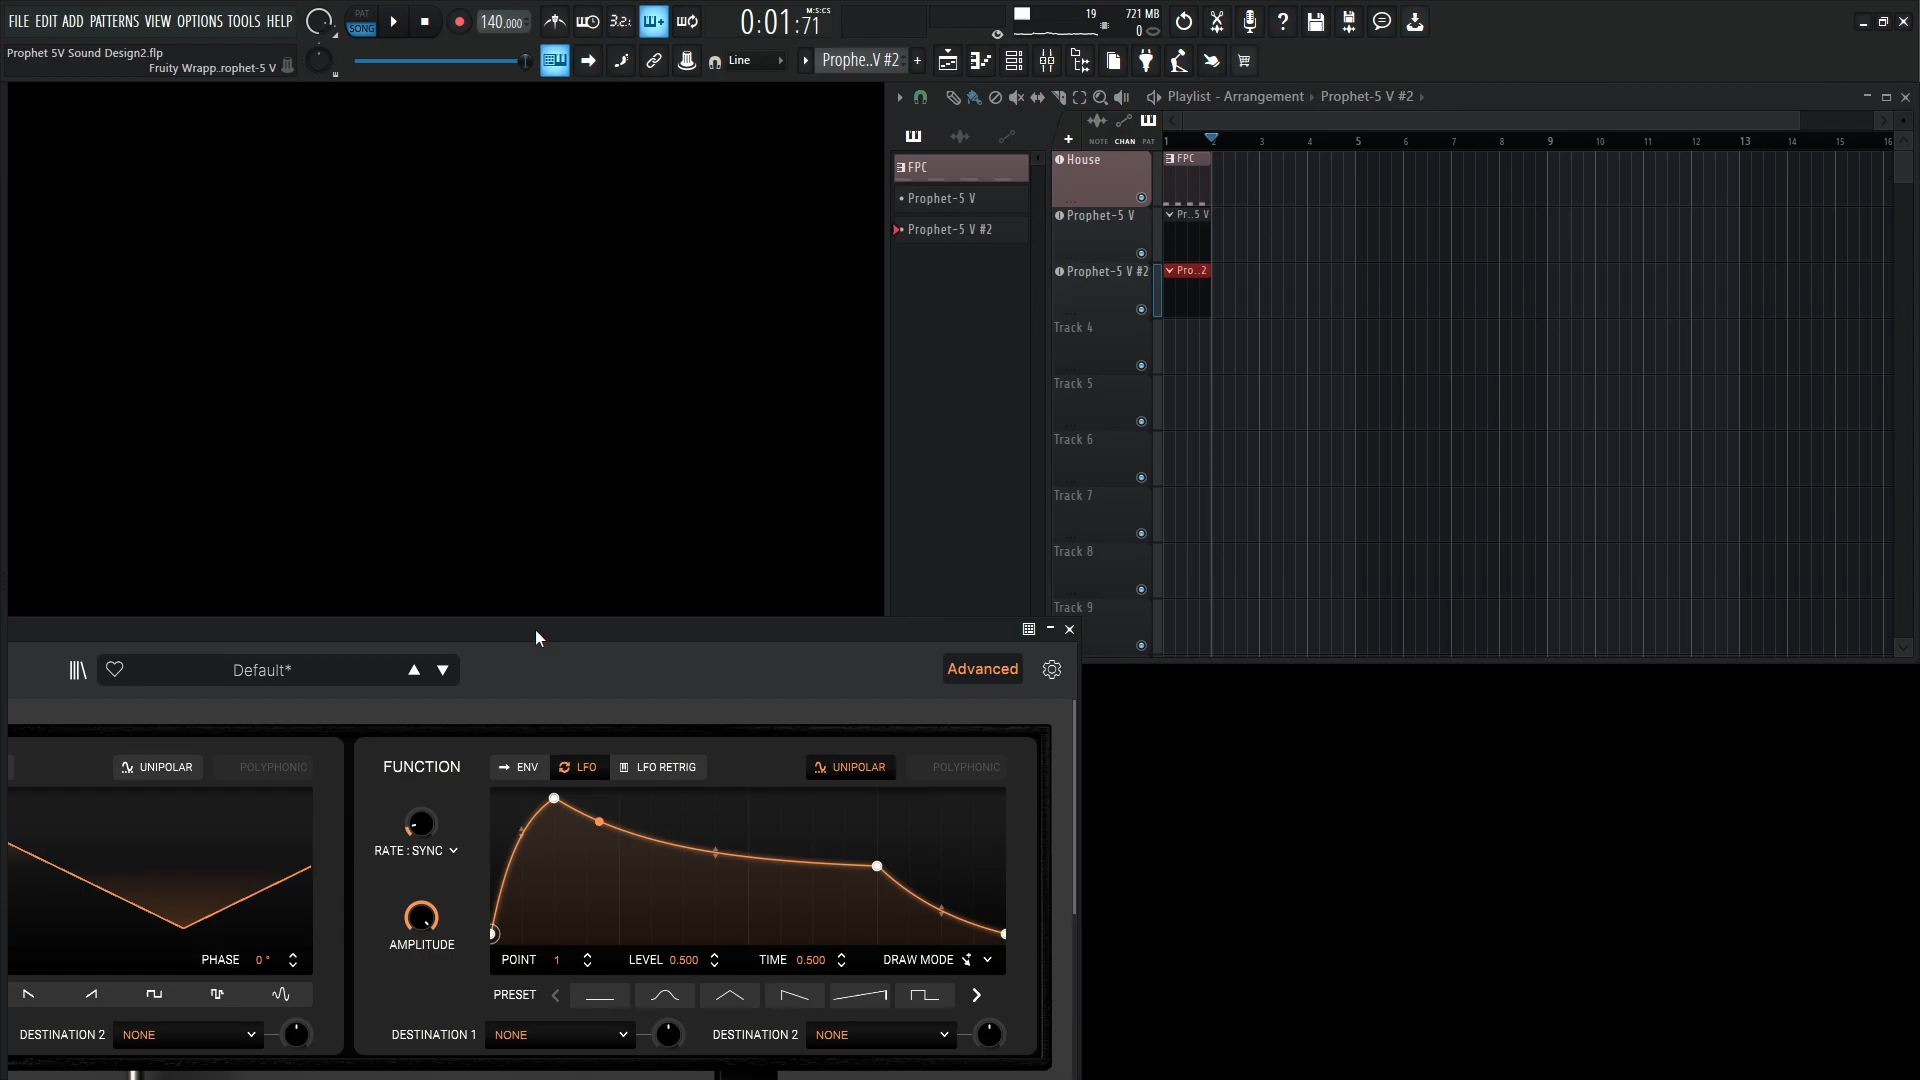 FILE EDIT ADD PATTERNS VIEW OPTIONS TOOLS HELP
PAT
SONG
140.000
3.2:
0:01:71
M:S:CS
19
721 MB
0
Prophet 5V Sound Design2.flp
Fruity Wrapp..rophet-5 V
Line
Prophe..V #2
+
Playlist - Arrangement
Prophet-5 V #2
NOTE CHAN PAT
1 2 3 4 5 6 7 8 9 10 11 12 13 14 15 16
FPC
Prophet-5 V
Prophet-5 V #2
House
FPC
Prophet-5 V
Pr..5 V
Prophet-5 V #2
Pro..2
Track 4
Track 5
Track 6
Track 7
Track 8
Track 9
Default*
Advanced
UNIPOLAR
POLYPHONIC
PHASE 0 °
DESTINATION 2 NONE
FUNCTION
ENV
LFO
LFO RETRIG
UNIPOLAR
POLYPHONIC
RATE : SYNC
AMPLITUDE
POINT 1
LEVEL 0.500
TIME 0.500
DRAW MODE
PRESET
DESTINATION 1 NONE
DESTINATION 2 NONE